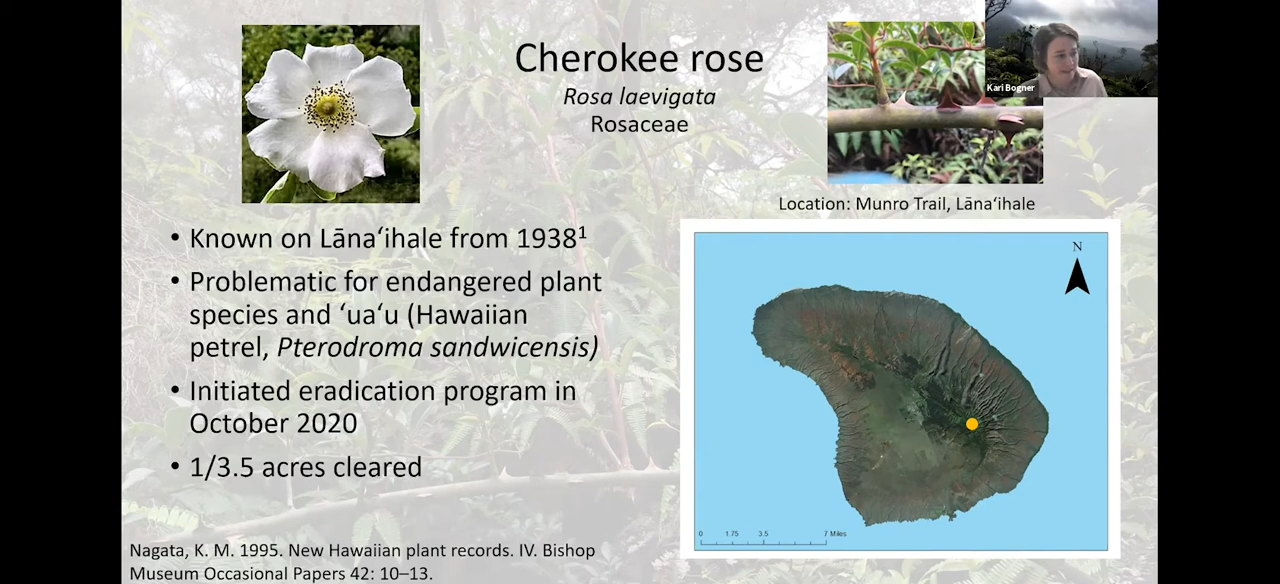 Cherokee rose
Rosa laevigata
Rosaceae
Kari Bogner
Location: Munro Trail, Lānaʻihale
• Known on Lānaʻihale from 1938¹
• Problematic for endangered plant
species and ʻuaʻu (Hawaiian
petrel, Pterodroma sandwicensis)
• Initiated eradication program in
October 2020
• 1/3.5 acres cleared
N
0 1.75 3.5 7 Miles
Nagata, K. M. 1995. New Hawaiian plant records. IV. Bishop
Museum Occasional Papers 42: 10–13.